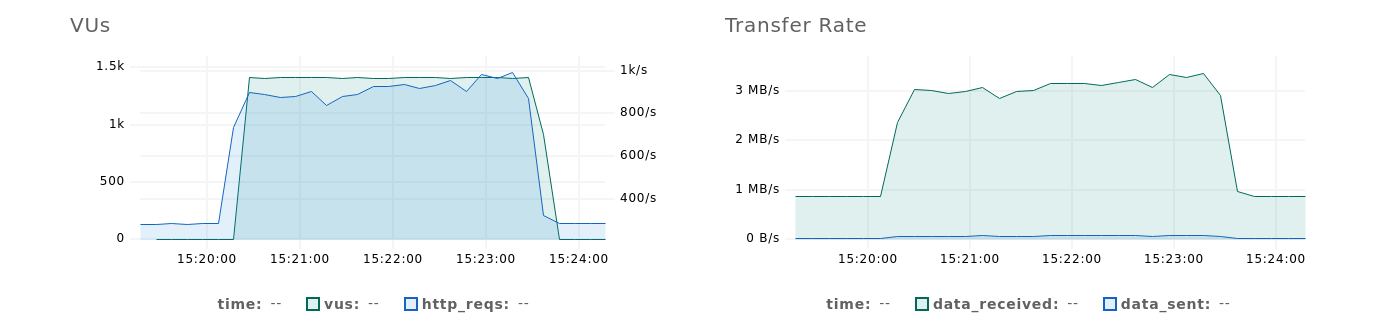 VUs
1.5k
1k
500
0
1k/s
800/s
600/s
400/s
15:20:00 15:21:00 15:22:00 15:23:00 15:24:00
time: -- vus: -- http_reqs: --
Transfer Rate
3 MB/s
2 MB/s
1 MB/s
0 B/s
15:20:00 15:21:00 15:22:00 15:23:00 15:24:00
time: -- data_received: -- data_sent: --